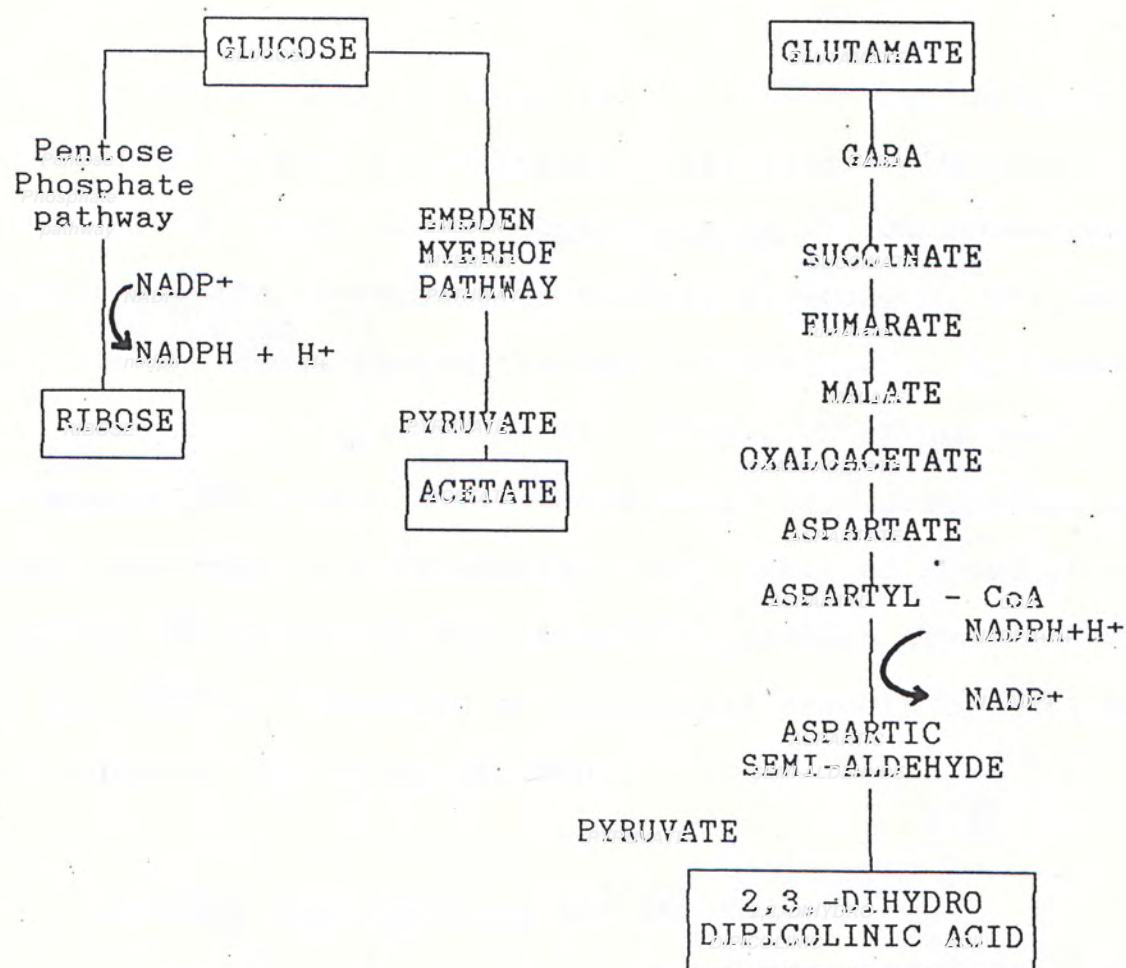 GLUCOSE
Pentose
Phosphate
pathway
NADP+
NADPH + H+
RIBOSE
EMBDEN
MYERHOF
PATHWAY
PYRUVATE
ACETATE
GLUTAMATE
GABA
SUCCINATE
FUMARATE
MALATE
OXALOACETATE
ASPARTATE
ASPARTYL - CoA
NADPH+H+
NADP+
ASPARTIC
SEMI-ALDEHYDE
PYRUVATE
2,3,-DIHYDRO
DIPICOLINIC ACID